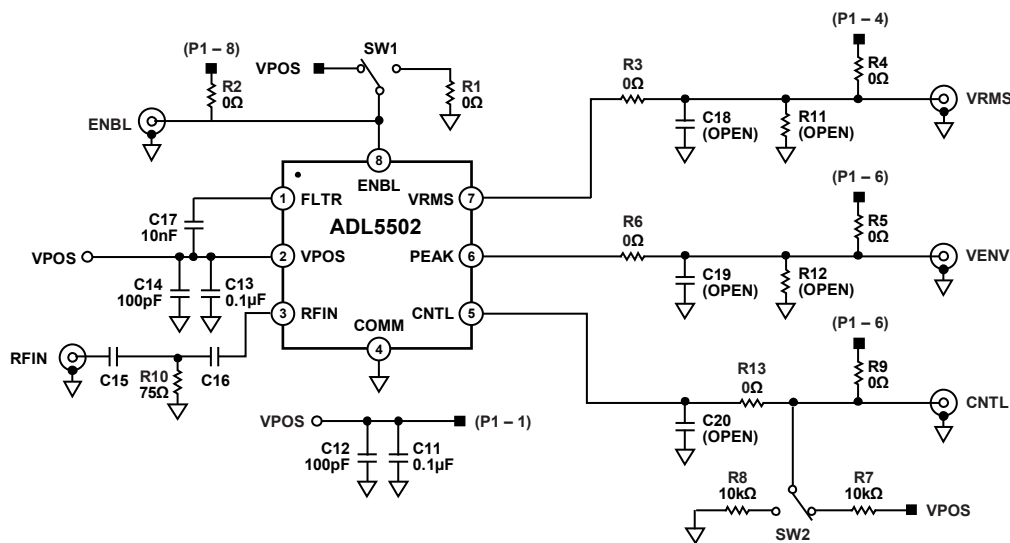 (P1 – 8)
R2
0Ω
ENBL
VPOS
SW1
R1
0Ω
R3
0Ω
(P1 – 4)
R4
0Ω
VRMS
C18
(OPEN)
R11
(OPEN)
8
ENBL
1
FLTR
VRMS
7
ADL5502
C17
10nF
VPOS
2
VPOS
PEAK
6
C14
100pF
C13
0.1µF
3
RFIN
CNTL
5
COMM
4
R6
0Ω
(P1 – 6)
R5
0Ω
VENV
C19
(OPEN)
R12
(OPEN)
RFIN
C15
R10
75Ω
C16
(P1 – 6)
R9
0Ω
R13
0Ω
CNTL
C20
(OPEN)
VPOS
(P1 – 1)
C12
100pF
C11
0.1µF
R8
10kΩ
R7
10kΩ
VPOS
SW2